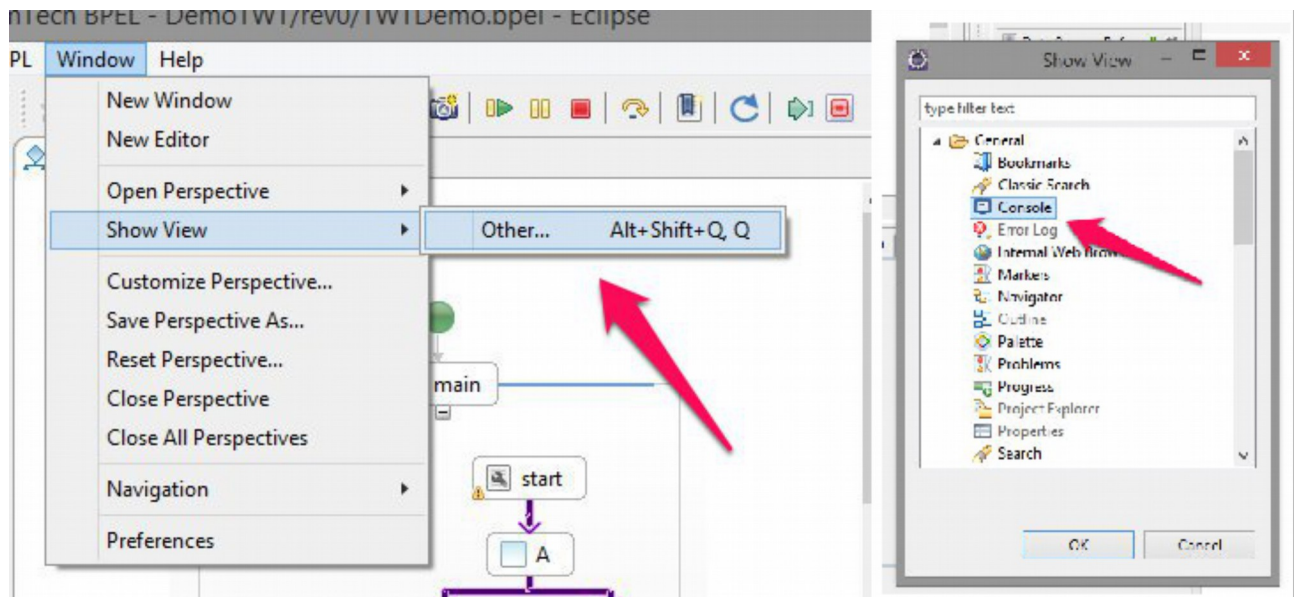 Tech BPEL - DemoTWT/rev0/TWTDemo.bpel - Eclipse
PL Window Help
New Window
New Editor
Open Perspective
Show View
Other... Alt+Shift+Q, Q
Customize Perspective...
Save Perspective As...
Reset Perspective...
Close Perspective
Close All Perspectives
Navigation
Preferences
main
start
A
Show View
type filter text
General
Bookmarks
Classic Search
Console
Error Log
Internal Web Brow
Markers
Navigator
Outline
Palette
Problems
Progress
Project Explorer
Properties
Search
OK Cancel